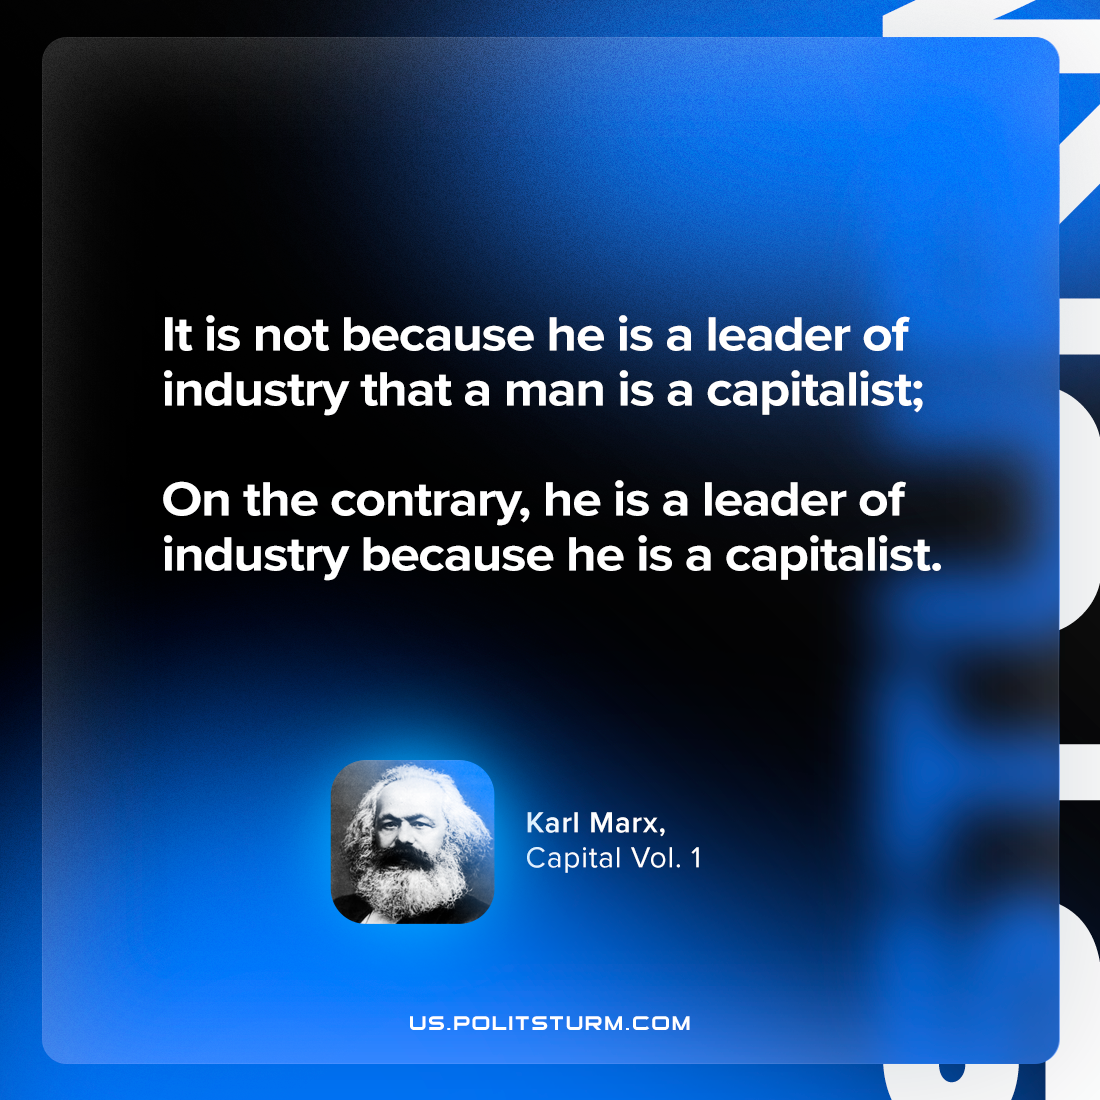 It is not because he is a leader of
industry that a man is a capitalist;
On the contrary, he is a leader of
industry because he is a capitalist.
Karl Marx,
Capital Vol. 1
US.POLITSTURM.COM